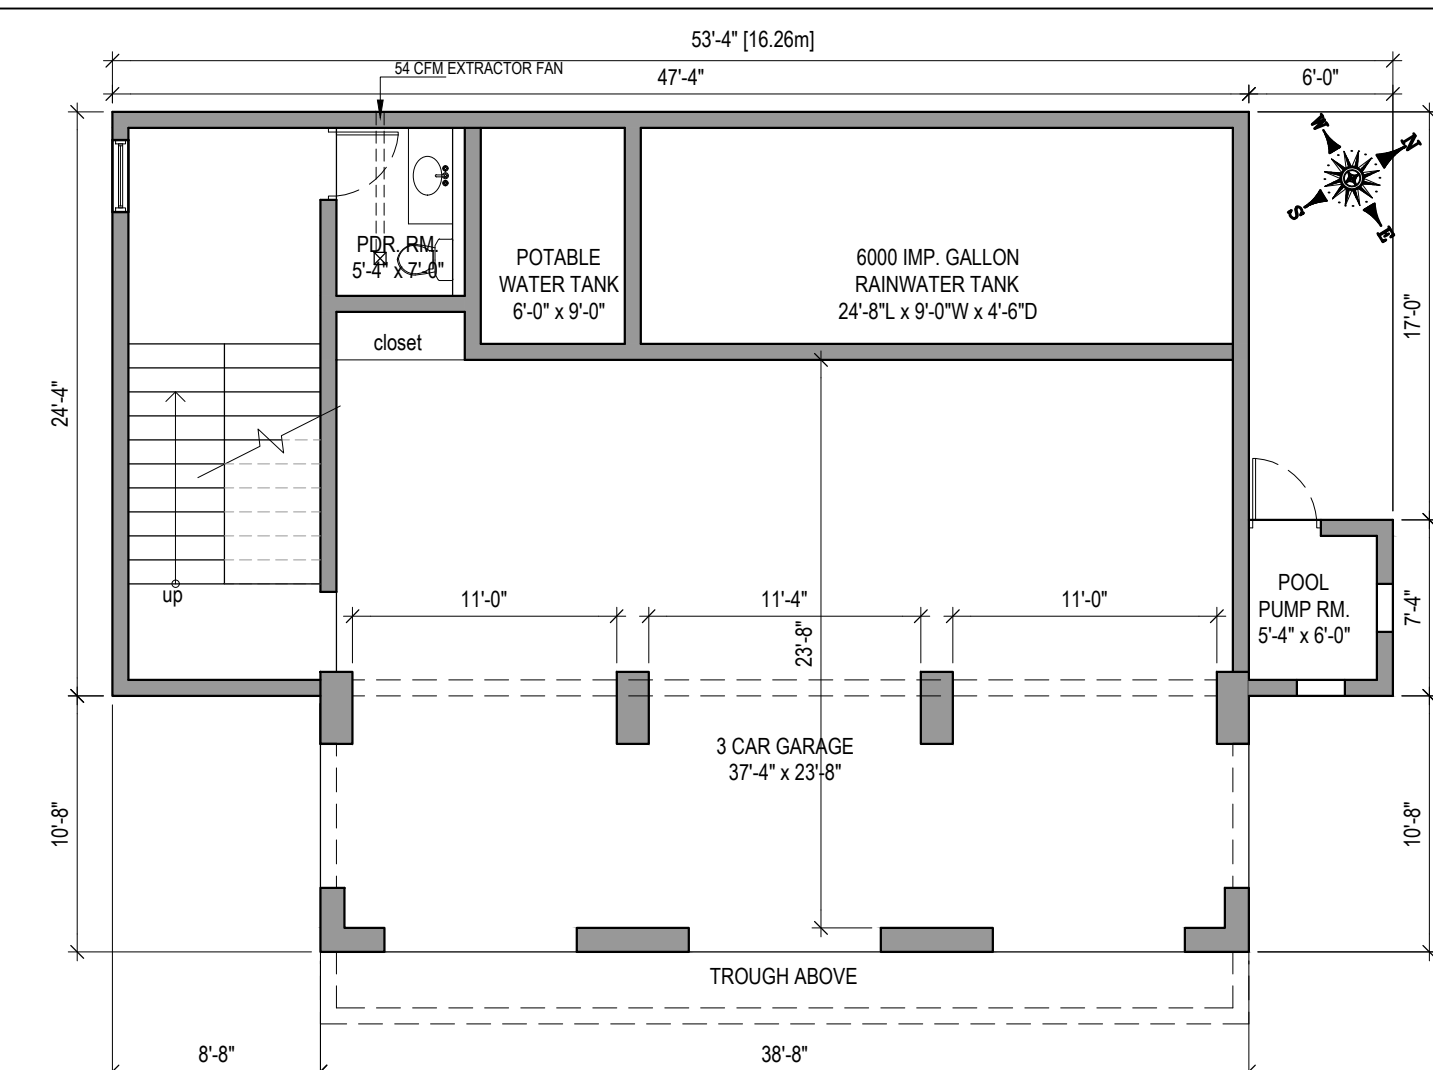 53'-4" [16.26m]
54 CFM EXTRACTOR FAN
47'-4"
6'-0"
W
N
S
E
PDR. RM.
5'-4" x 7'-0"
POTABLE
WATER TANK
6'-0" x 9'-0"
6000 IMP. GALLON
RAINWATER TANK
24'-8"L x 9'-0"W x 4'-6"D
17'-0"
closet
24'-4"
up
11'-0"
11'-4"
11'-0"
23'-8"
POOL
PUMP RM.
5'-4" x 6'-0"
7'-4"
3 CAR GARAGE
37'-4" x 23'-8"
10'-8"
10'-8"
TROUGH ABOVE
8'-8"
38'-8"